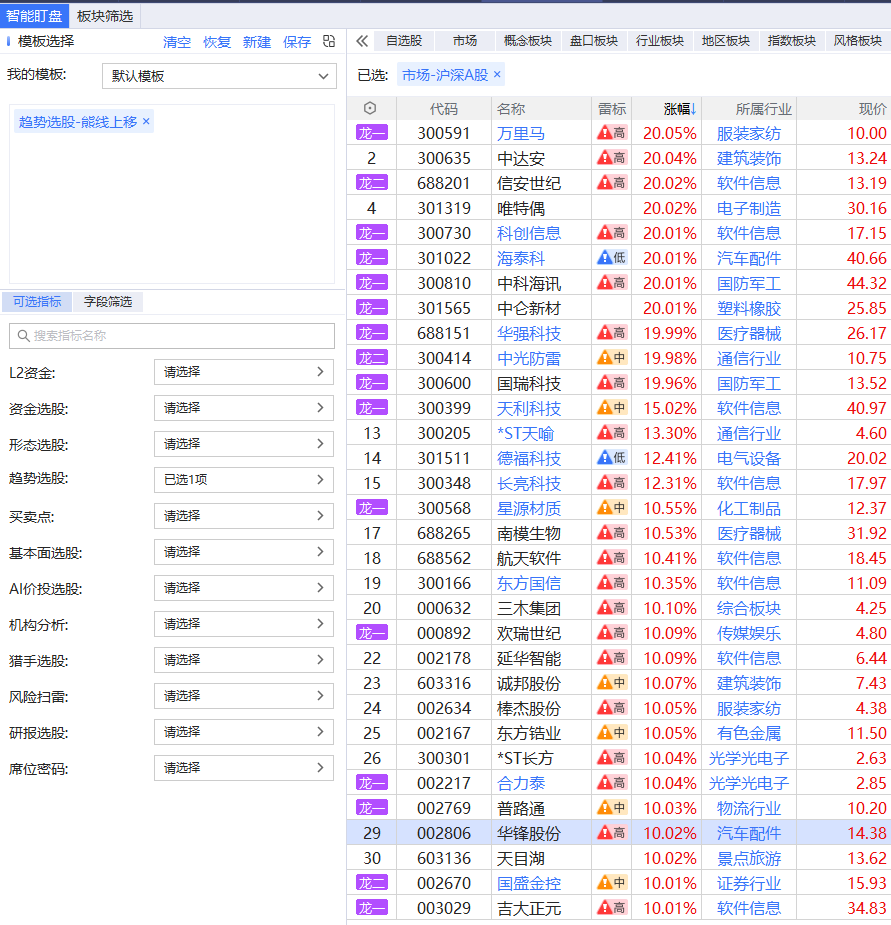 智能盯盘 板块筛选
模板选择 清空 恢复 新建 保存
我的模板: 默认模板
趋势选股-熊线上移 ×
可选指标 字段筛选
搜索指标名称
L2资金: 请选择
资金选股: 请选择
形态选股: 请选择
趋势选股: 已选1项
买卖点: 请选择
基本面选股: 请选择
AI价投选股: 请选择
机构分析: 请选择
猎手选股: 请选择
风险扫雷: 请选择
研报选股: 请选择
席位密码: 请选择
自选股 市场 概念板块 盘口板块 行业板块 地区板块 指数板块 风格板块
已选: 市场-沪深A股 ×
代码 名称 雷标 涨幅↓ 所属行业 现价
龙一 300591 万里马 高 20.05% 服装家纺 10.00
2 300635 中达安 高 20.04% 建筑装饰 13.24
龙二 688201 信安世纪 高 20.02% 软件信息 13.19
4 301319 唯特偶 20.02% 电子制造 30.16
龙一 300730 科创信息 高 20.01% 软件信息 17.15
龙一 301022 海泰科 低 20.01% 汽车配件 40.66
龙一 300810 中科海讯 高 20.01% 国防军工 44.32
龙一 301565 中仑新材 20.01% 塑料橡胶 25.85
龙一 688151 华强科技 高 19.99% 医疗器械 26.17
龙二 300414 中光防雷 中 19.98% 通信行业 10.75
龙一 300600 国瑞科技 高 19.96% 国防军工 13.52
龙一 300399 天利科技 中 15.02% 软件信息 40.97
13 300205 *ST天喻 高 13.30% 通信行业 4.60
14 301511 德福科技 低 12.41% 电气设备 20.02
15 300348 长亮科技 高 12.31% 软件信息 17.97
龙一 300568 星源材质 中 10.55% 化工制品 12.37
17 688265 南模生物 高 10.53% 医疗器械 31.92
18 688562 航天软件 高 10.41% 软件信息 18.45
19 300166 东方国信 高 10.35% 软件信息 11.09
20 000632 三木集团 高 10.10% 综合板块 4.25
龙一 000892 欢瑞世纪 高 10.09% 传媒娱乐 4.80
22 002178 延华智能 高 10.09% 软件信息 6.44
23 603316 诚邦股份 中 10.07% 建筑装饰 7.43
24 002634 棒杰股份 高 10.05% 服装家纺 4.38
25 002167 东方锆业 中 10.05% 有色金属 11.50
26 300301 *ST长方 高 10.04% 光学光电子 2.63
龙一 002217 合力泰 高 10.04% 光学光电子 2.85
龙一 002769 普路通 中 10.03% 物流行业 10.20
29 002806 华锋股份 高 10.02% 汽车配件 14.38
30 603136 天目湖 10.02% 景点旅游 13.62
龙二 002670 国盛金控 中 10.01% 证券行业 15.93
龙一 003029 吉大正元 高 10.01% 软件信息 34.83